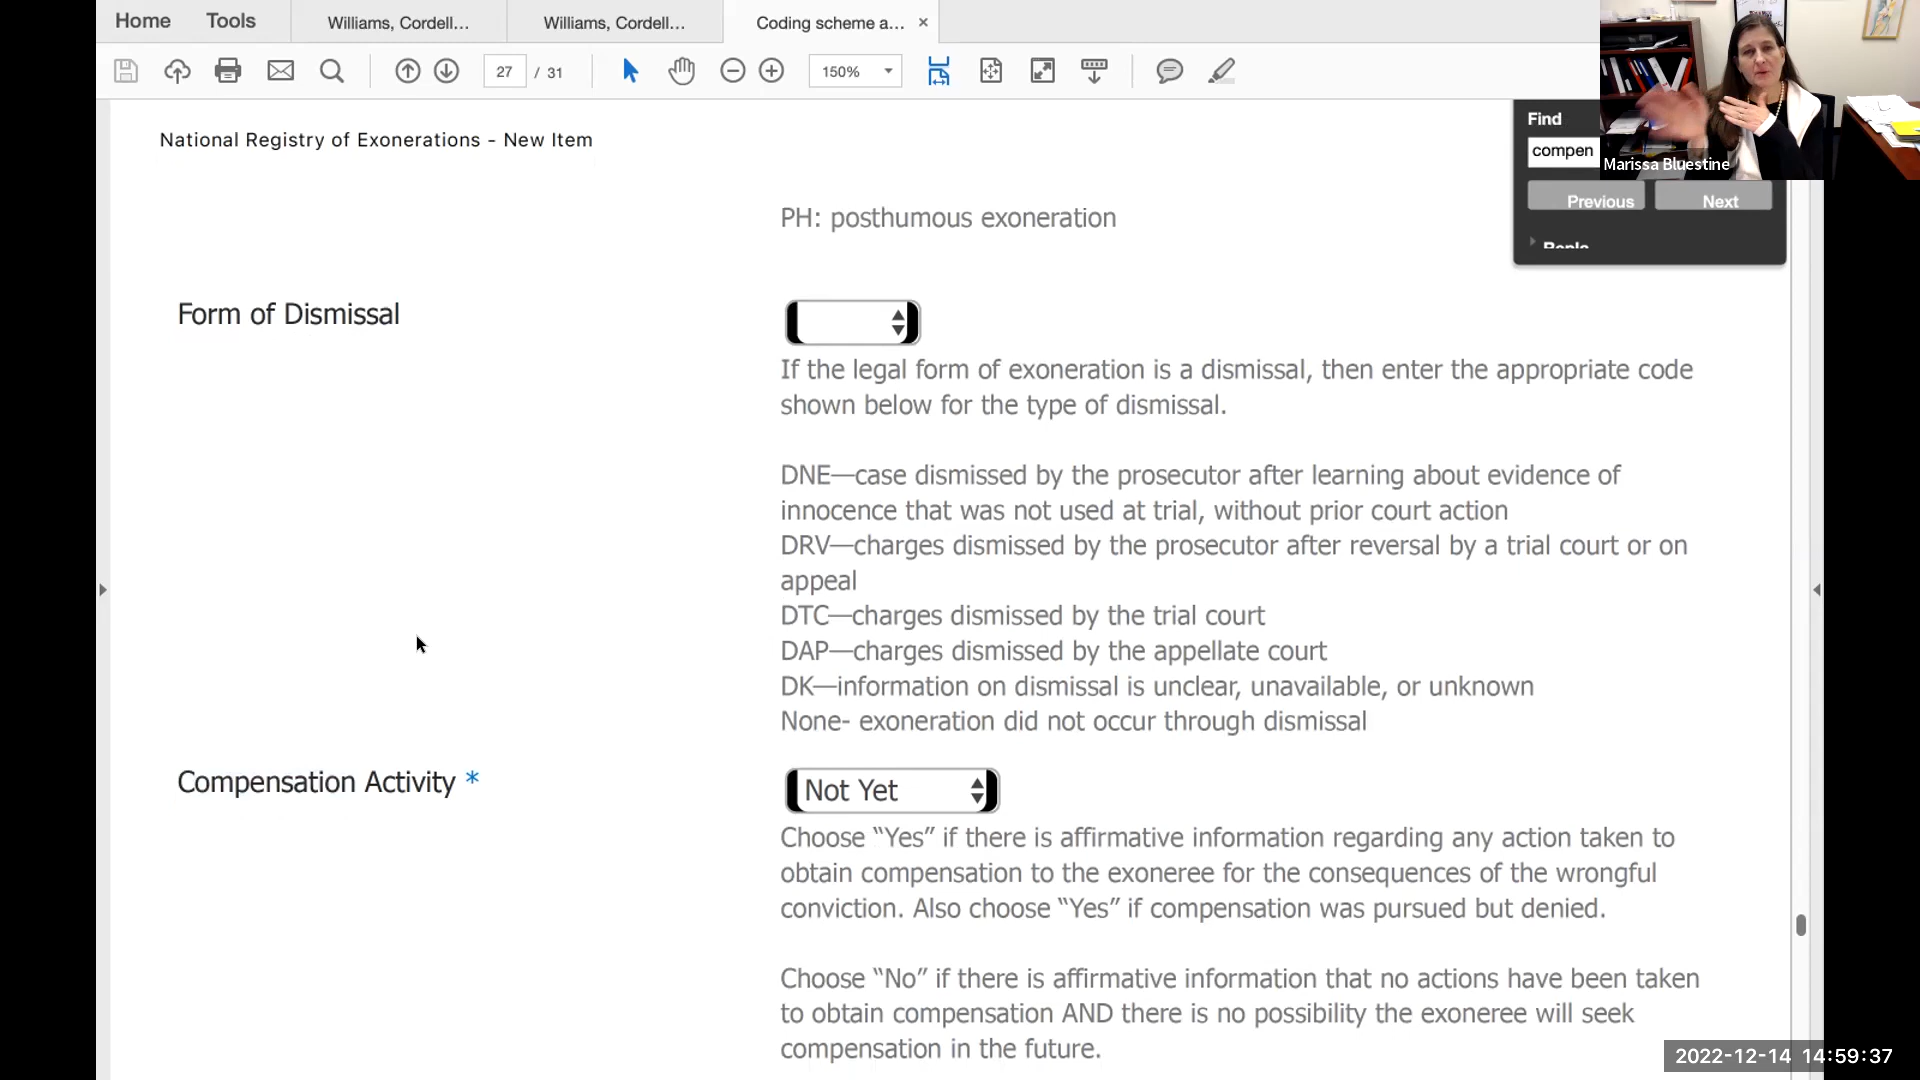 Home Tools Williams, Cordell... Williams, Cordell... Coding scheme a... ×
27 / 31 150%
Find
compen
Marissa Bluestine
Previous Next
National Registry of Exonerations - New Item
PH: posthumous exoneration
Form of Dismissal
If the legal form of exoneration is a dismissal, then enter the appropriate code
shown below for the type of dismissal.
DNE—case dismissed by the prosecutor after learning about evidence of
innocence that was not used at trial, without prior court action
DRV—charges dismissed by the prosecutor after reversal by a trial court or on
appeal
DTC—charges dismissed by the trial court
DAP—charges dismissed by the appellate court
DK—information on dismissal is unclear, unavailable, or unknown
None- exoneration did not occur through dismissal
Compensation Activity *
Not Yet
Choose “Yes” if there is affirmative information regarding any action taken to
obtain compensation to the exoneree for the consequences of the wrongful
conviction. Also choose “Yes” if compensation was pursued but denied.
Choose “No” if there is affirmative information that no actions have been taken
to obtain compensation AND there is no possibility the exoneree will seek
compensation in the future.
2022-12-14 14:59:37